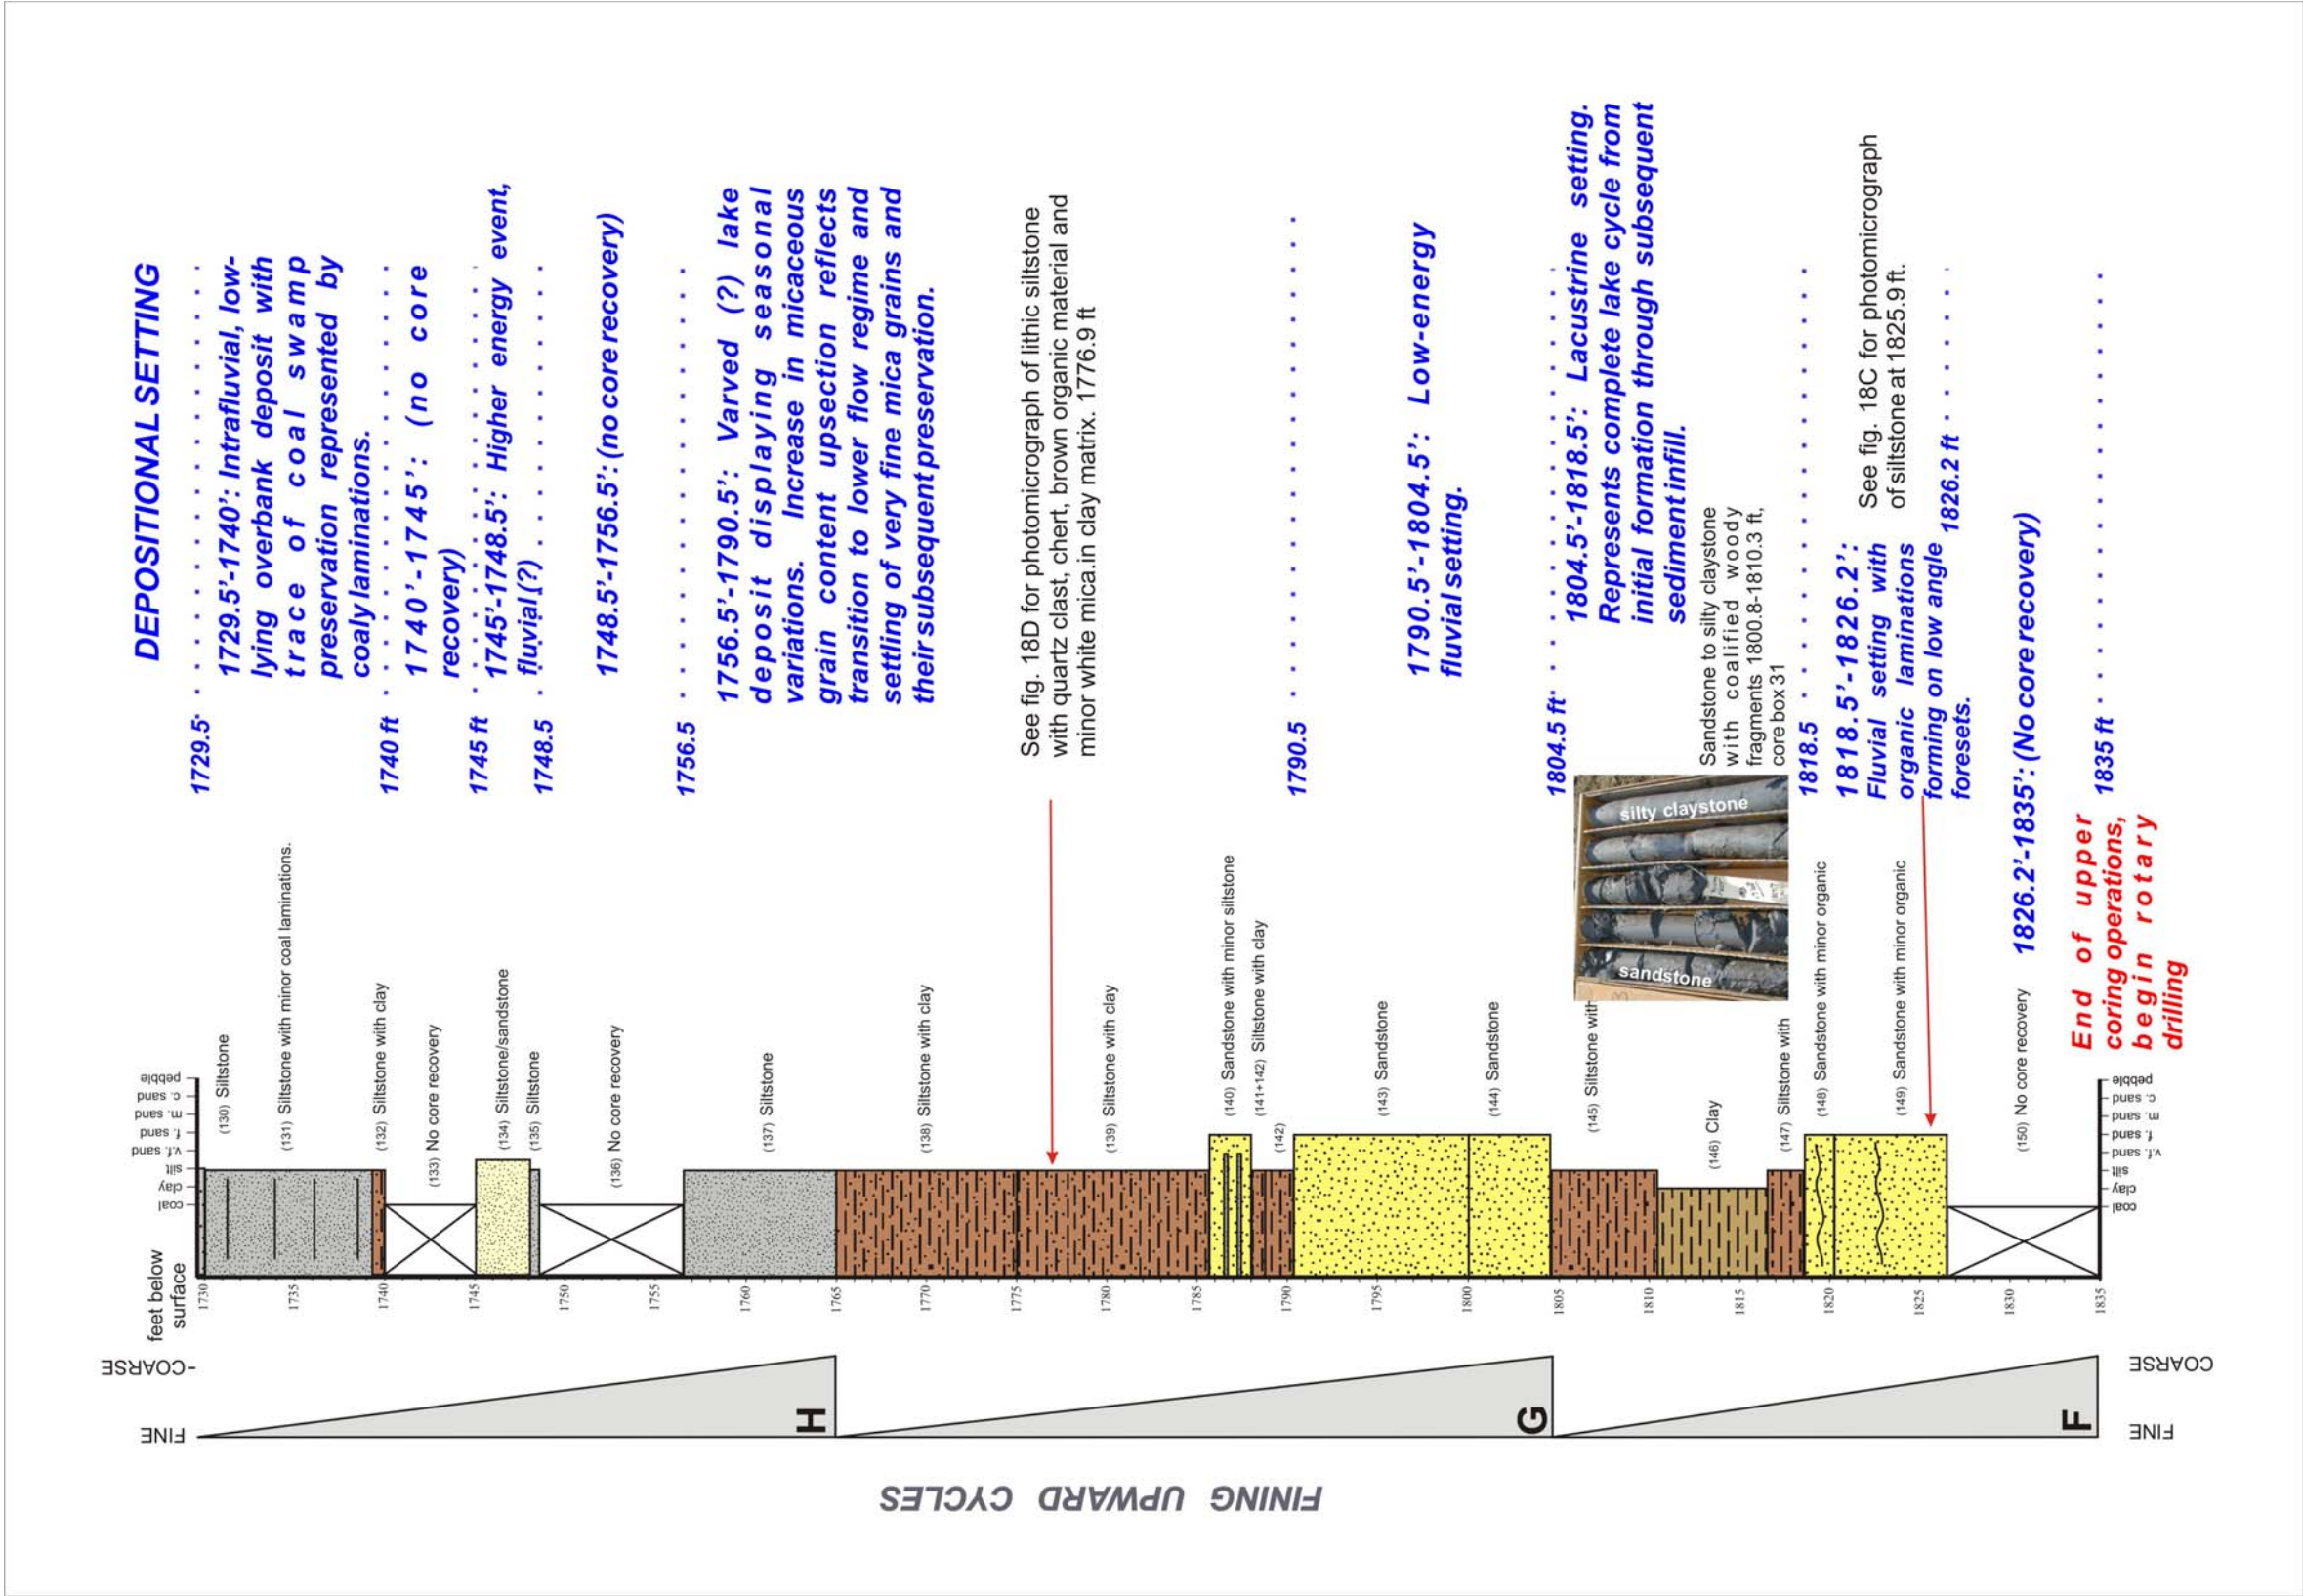 DEPOSITIONAL SETTING
FINE
COARSE
-
feet below
surface
coal
clay
silt
v.f. sand
f. sand
m. sand
c. sand
pebble
1730
1735
1740
1745
1750
1755
1760
1765
1770
1775
1780
1785
1790
1795
1800
1805
1810
1815
1820
1825
1830
1835
FINING UPWARD CYCLES
H
G
F
(130) Siltstone
(131) Siltstone with minor coal laminations.
(132) Siltstone with clay
(133) No core recovery
(134) Siltstone/sandstone
(135) Siltstone
(136) No core recovery
(137) Siltstone
(138) Siltstone with clay
(139) Siltstone with clay
(140) Sandstone with minor siltstone
(141+142) Siltstone with clay
(142)
(143) Sandstone
(144) Sandstone
(145) Siltstone with
(146) Clay
(147) Siltstone with
(148) Sandstone with minor organic
(149) Sandstone with minor organic
(150) No core recovery
1729.5
1729.5'-1740': Intrafluvial, low-
lying overbank deposit with
trace of coal swamp
preservation represented by
coaly laminations.
1740 ft
1740'-1745': (no core
recovery)
1745 ft
1745'-1748.5': Higher energy event,
fluvial (?)
1748.5
1748.5'-1756.5': (no core recovery)
1756.5
1756.5'-1790.5': Varved (?) lake
deposit displaying seasonal
variations. Increase in micaceous
grain content upsection reflects
transition to lower flow regime and
settling of very fine mica grains and
their subsequent preservation.
See fig. 18D for photomicrograph of lithic siltstone
with quartz clast, chert, brown organic material and
minor white mica.in clay matrix. 1776.9 ft
1790.5
1790.5'-1804.5': Low-energy
fluvial setting.
1804.5 ft
1804.5'-1818.5': Lacustrine setting.
Represents complete lake cycle from
initial formation through subsequent
sediment infill.
silty claystone
sandstone
Sandstone to silty claystone
with coalified woody
fragments 1800.8-1810.3 ft,
core box 31
1818.5
1818.5'-1826.2':
Fluvial setting with
organic laminations
forming on low angle
foresets.
See fig. 18C for photomicrograph
of siltstone at 1825.9 ft.
1826.2 ft
1826.2'-1835': (No core recovery)
1835 ft
End of upper
coring operations,
begin rotary
drilling
coal
clay
silt
v.f. sand
f. sand
m. sand
c. sand
pebble
FINE
COARSE